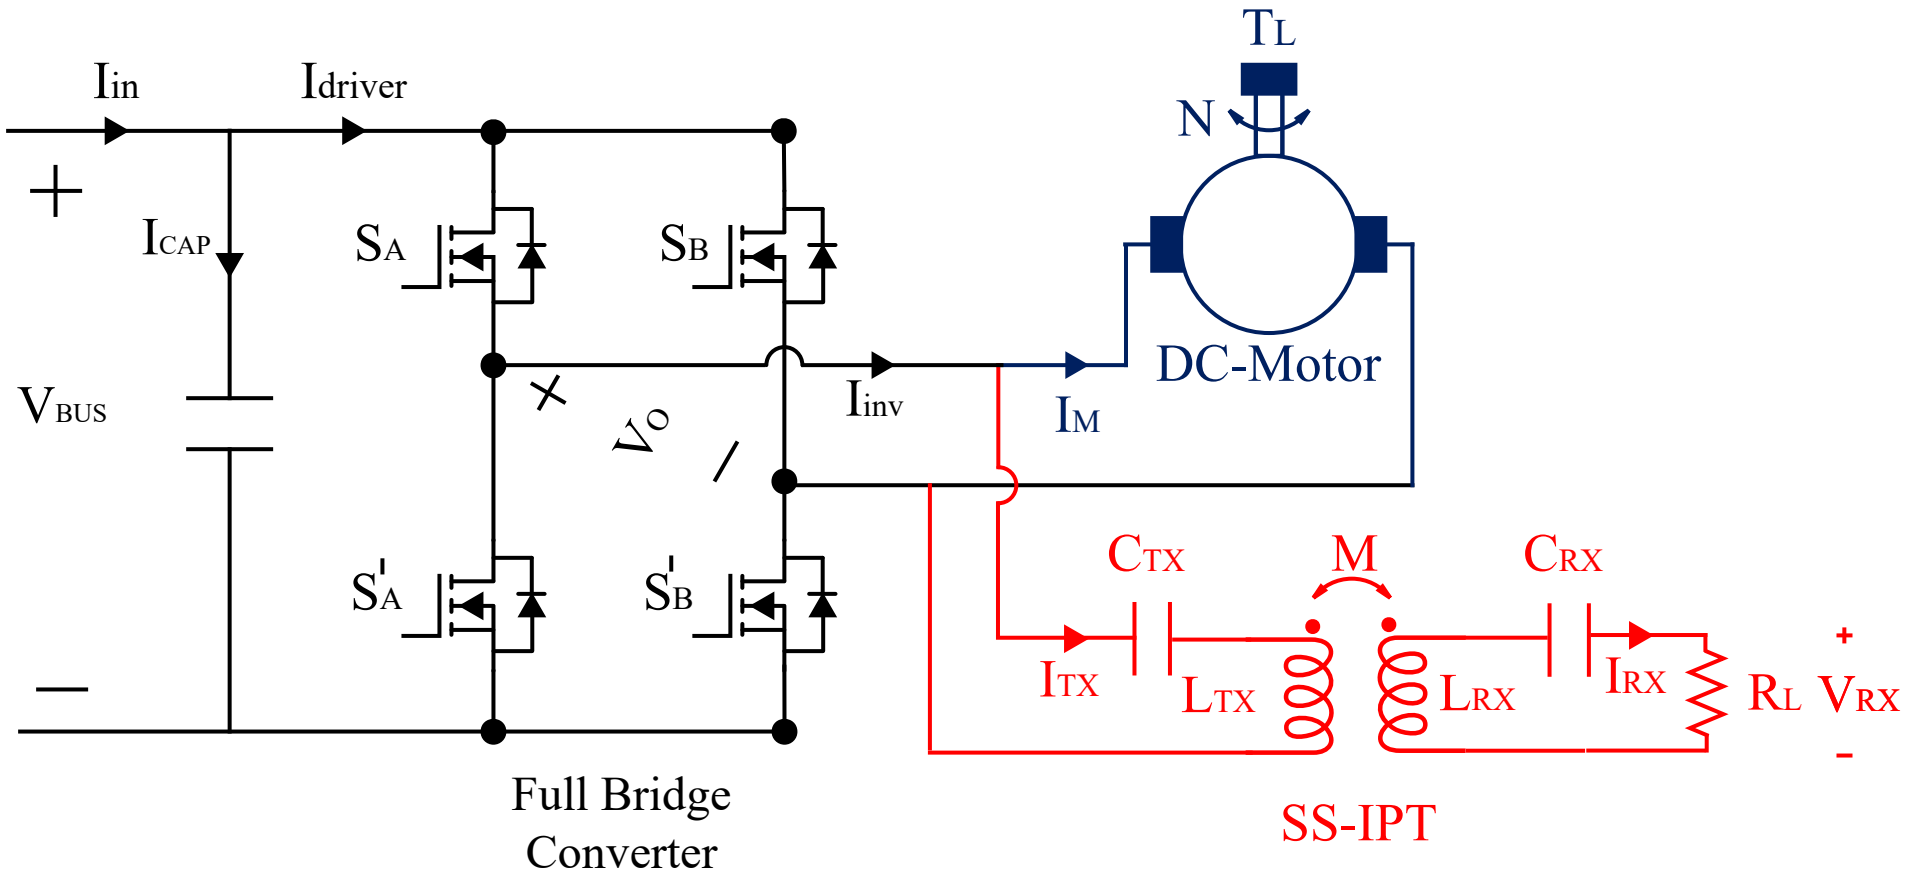 TL
Iin
Idriver
N
ICAP
SA
SB
DC-Motor
VBUS
Iinv
IM
Vo
S'A
S'B
CTX
M
CRX
ITX
LTX
LRX
IRX
RL
VRX
Full Bridge
Converter
SS-IPT